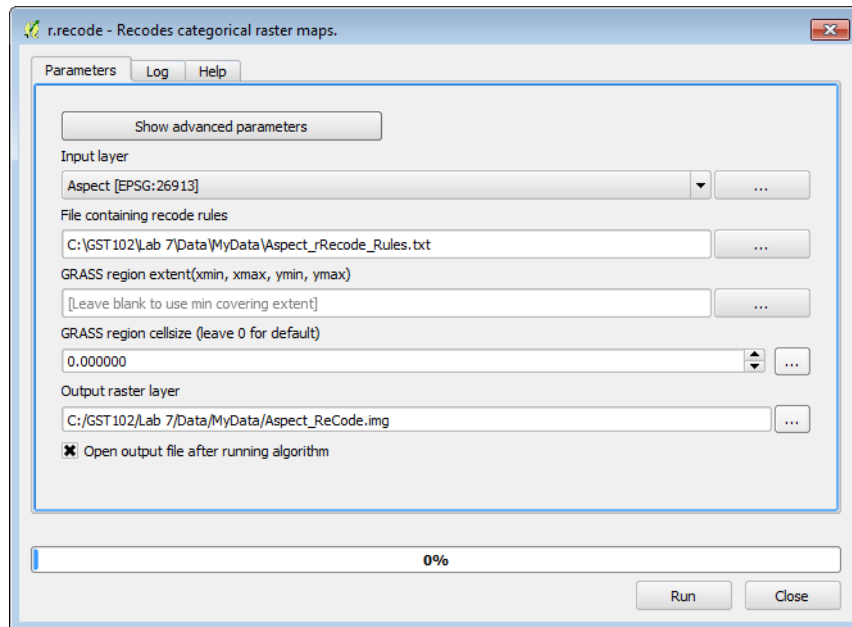 r.recode - Recodes categorical raster maps.
Parameters
Log
Help
Show advanced parameters
Input layer
Aspect [EPSG:26913]
...
File containing recode rules
C:\GST102\Lab 7\Data\MyData\Aspect_rRecode_Rules.txt
...
GRASS region extent(xmin, xmax, ymin, ymax)
[Leave blank to use min covering extent]
...
GRASS region cellsize (leave 0 for default)
0.000000
...
Output raster layer
C:/GST102/Lab 7/Data/MyData/Aspect_ReCode.img
...
Open output file after running algorithm
0%
Run
Close